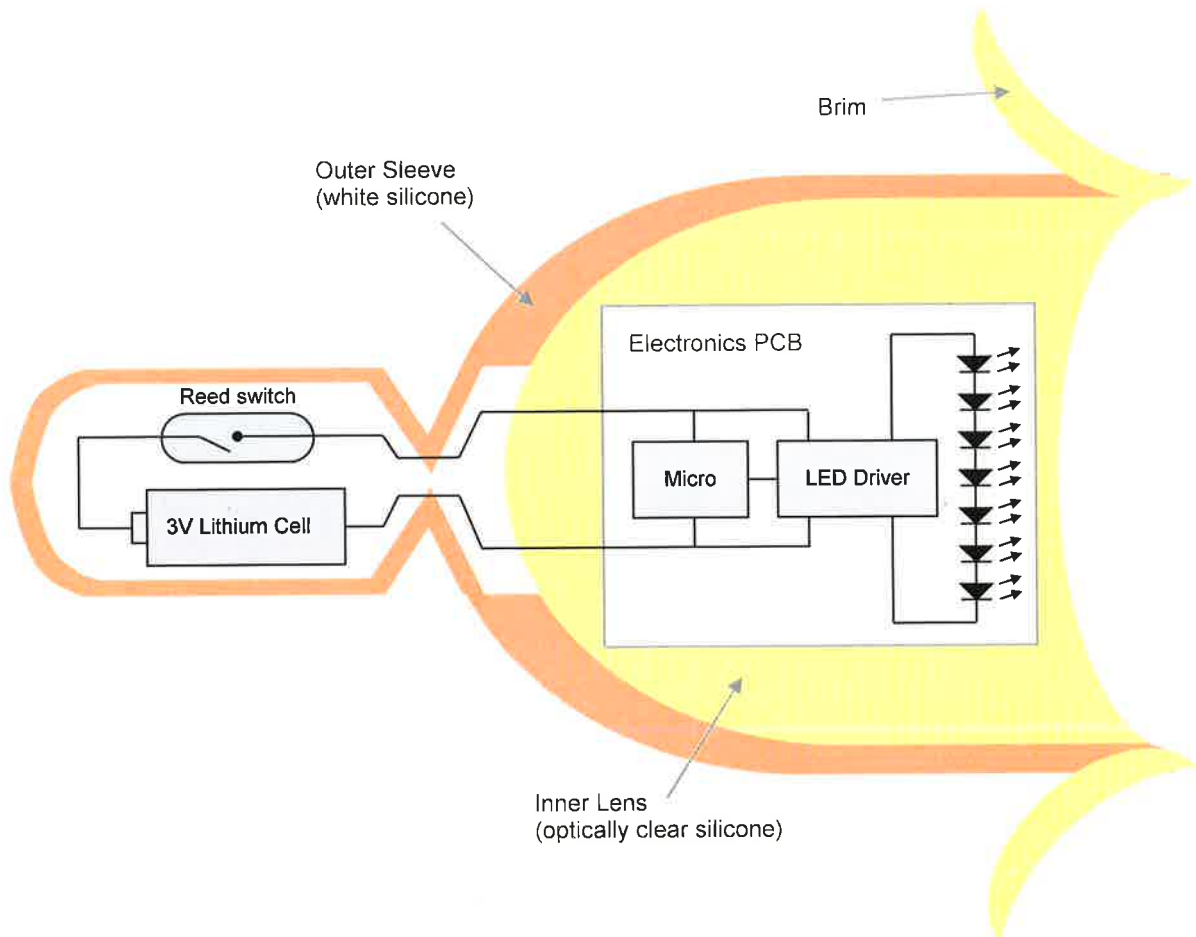 Brim
Outer Sleeve
(white silicone)
Electronics PCB
Reed switch
Micro
LED Driver
3V Lithium Cell
Inner Lens
(optically clear silicone)